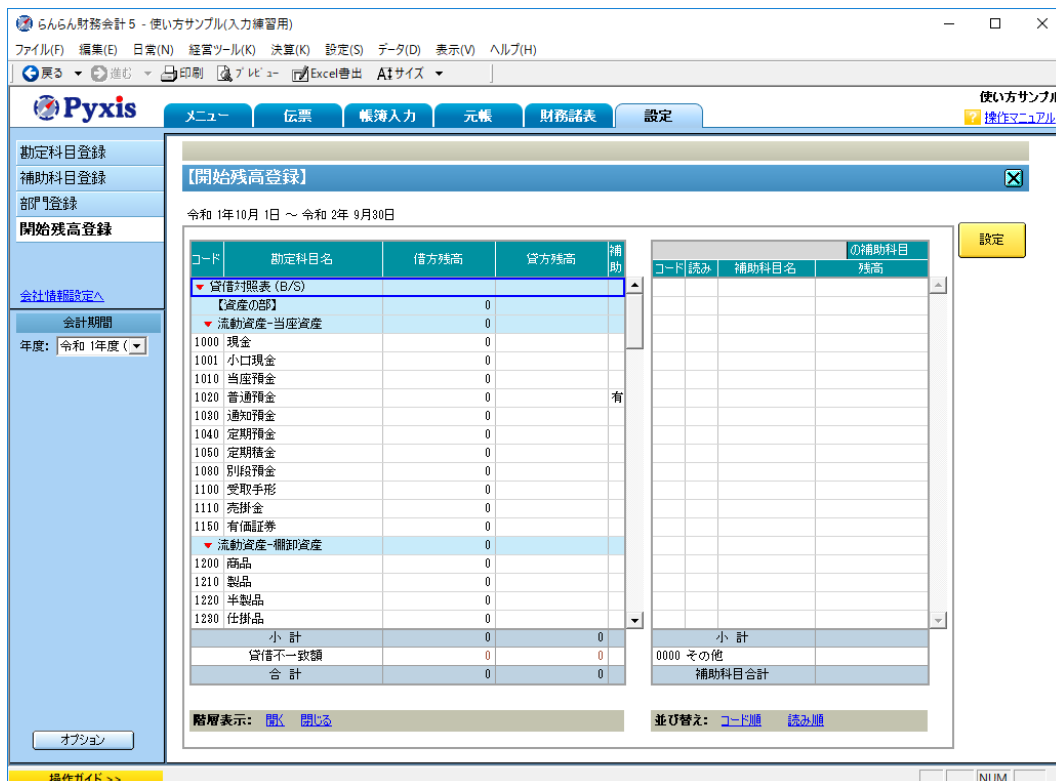 らんらん財務会計5 - 使い方サンプル(入力練習用)
ファイル(F) 編集(E) 日常(N) 経営ツール(K) 決算(K) 設定(S) データ(D) 表示(V) ヘルプ(H)
戻る 進む 印刷 プレビュー Excel書出 サイズ
使い方サンプル
Pyxis メニュー 伝票 帳簿入力 元帳 財務諸表 設定 操作マニュアル
勘定科目登録
補助科目登録
部門登録
開始残高登録
会社情報設定へ
会計期間
年度: 令和 1年度 (
オプション
操作ガイド >>
【開始残高登録】
令和 1年10月 1日 ～ 令和 2年 9月30日
設定
コード 勘定科目名 借方残高 貸方残高 補助
貸借対照表 (B/S)
【資産の部】 0
流動資産-当座資産 0
1000 現金 0
1001 小口現金 0
1010 当座預金 0
1020 普通預金 0 有
1030 通知預金 0
1040 定期預金 0
1050 定期積金 0
1080 別段預金 0
1100 受取手形 0
1110 売掛金 0
1150 有価証券 0
流動資産-棚卸資産 0
1200 商品 0
1210 製品 0
1220 半製品 0
1230 仕掛品 0
小 計 0 0
貸借不一致額 0 0
合 計 0 0
階層表示: 開く 閉じる
の補助科目
コード 読み 補助科目名 残高
小 計
0000 その他
補助科目合計
並び替え: コード順 読み順
NUM